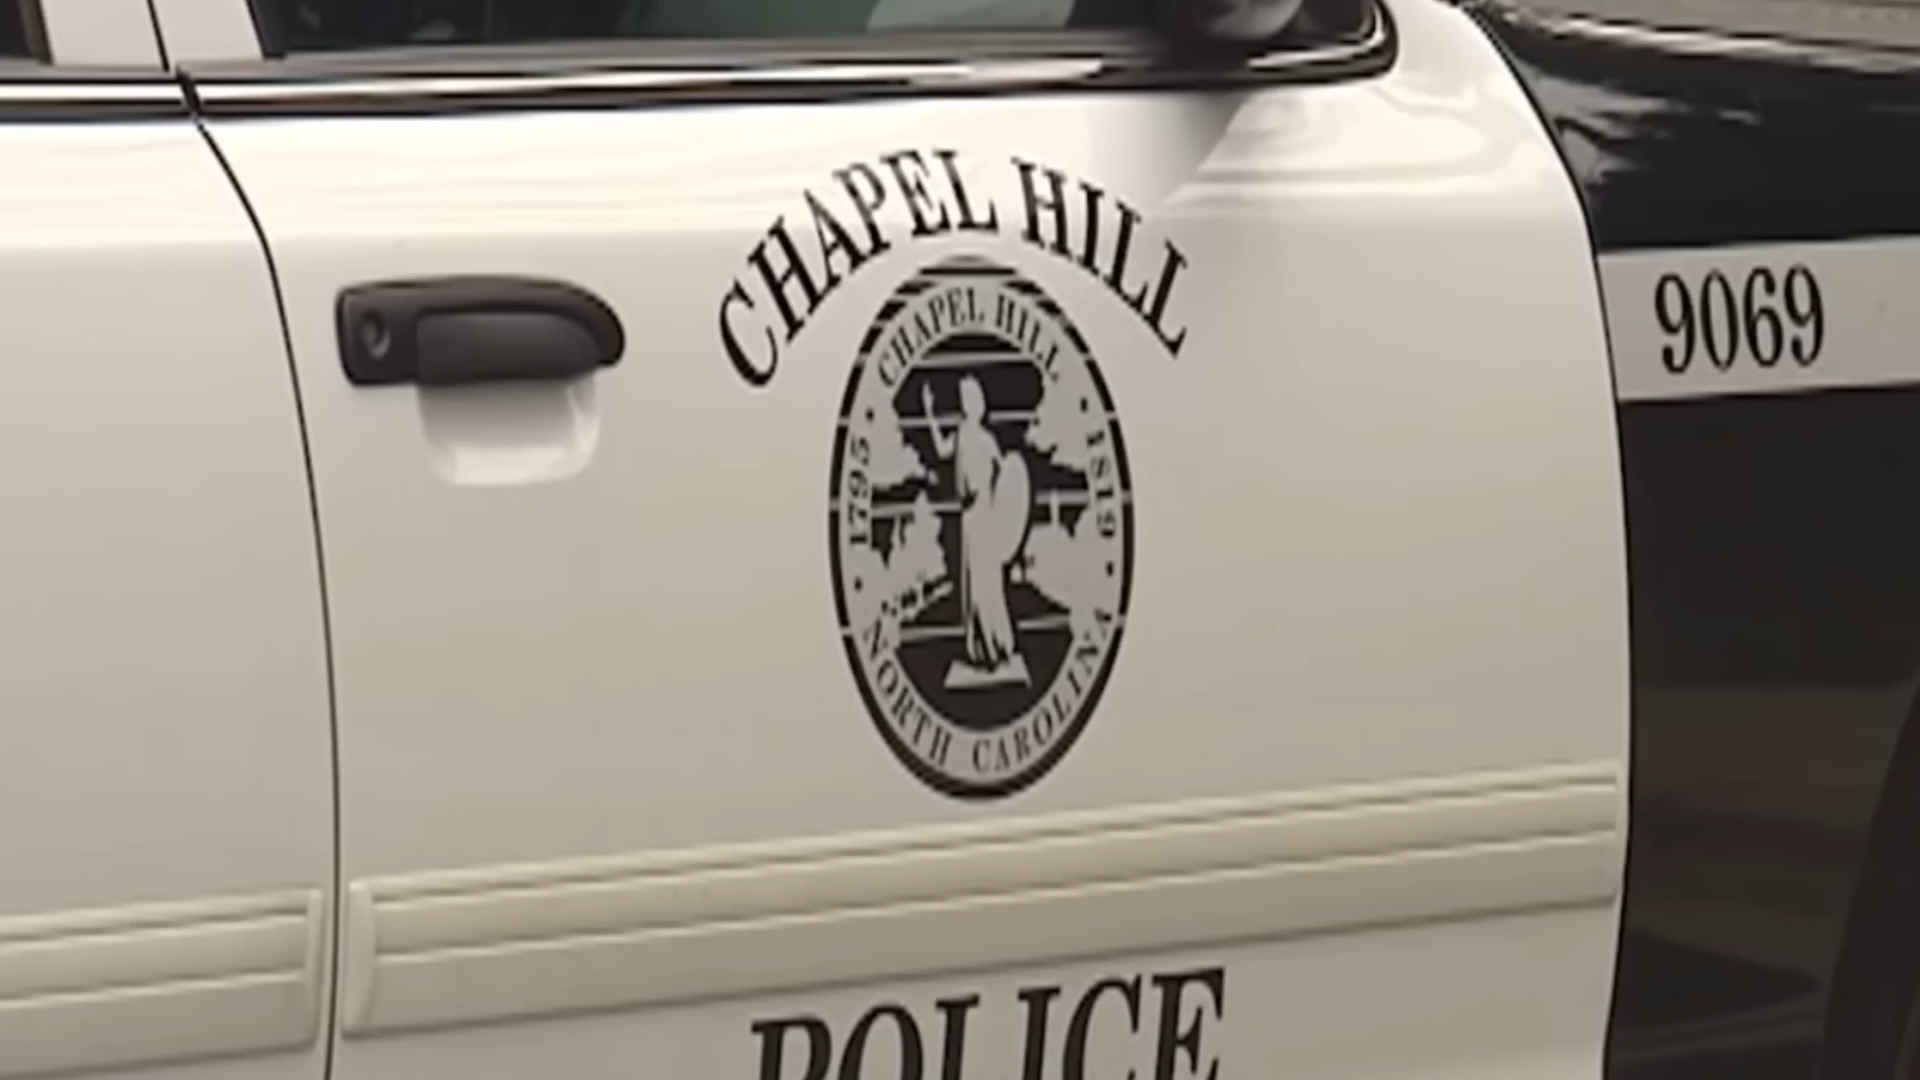 CHAPEL HILL
CHAPEL HILL
1795
1819
NORTH CAROLINA
9069
POLICE